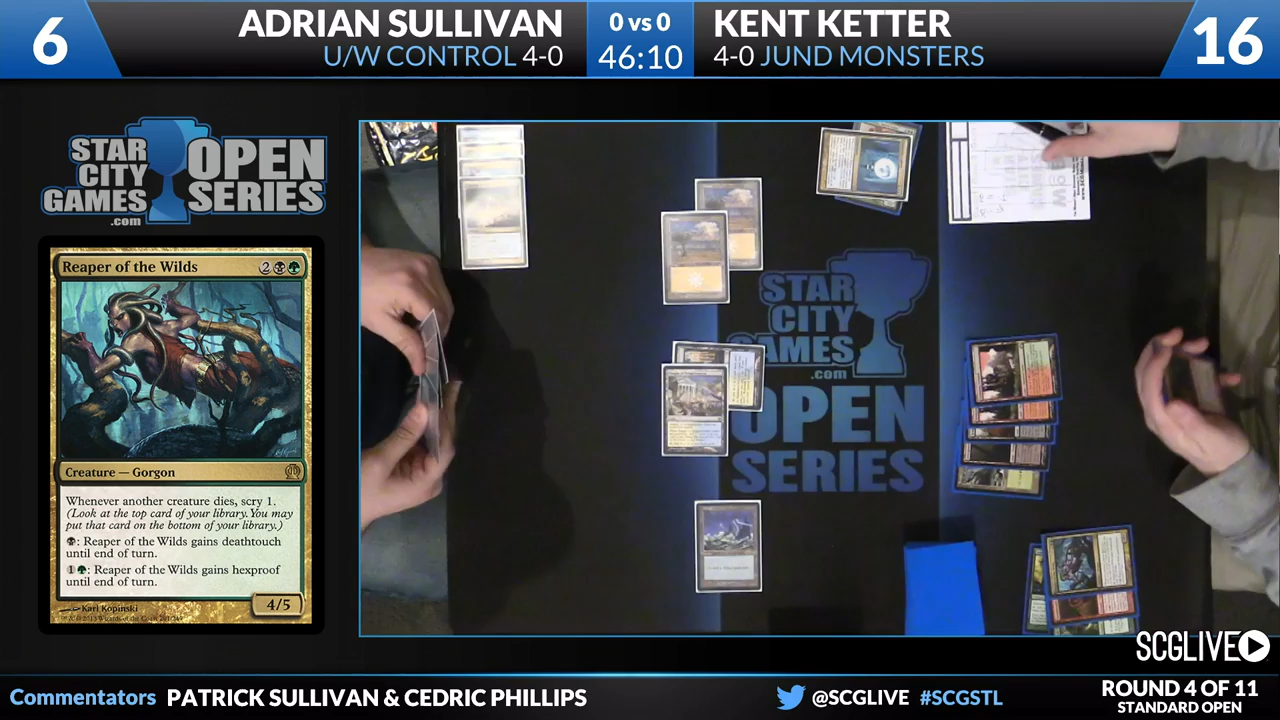 6
ADRIAN SULLIVAN
U/W CONTROL 4-0
0 vs 0
46:10
KENT KETTER
4-0 JUND MONSTERS
16
STAR
CITY
GAMES
.com
OPEN
SERIES
Reaper of the Wilds
2
Creature — Gorgon
Whenever another creature dies, scry 1.
(Look at the top card of your library. You may
put that card on the bottom of your library.)
: Reaper of the Wilds gains deathtouch
until end of turn.
1 : Reaper of the Wilds gains hexproof
until end of turn.
Karl Kopinski
4/5
STAR
CITY
GAMES
.com
OPEN
SERIES
SCGLIVE
Commentators PATRICK SULLIVAN & CEDRIC PHILLIPS
@SCGLIVE #SCGSTL
ROUND 4 OF 11
STANDARD OPEN